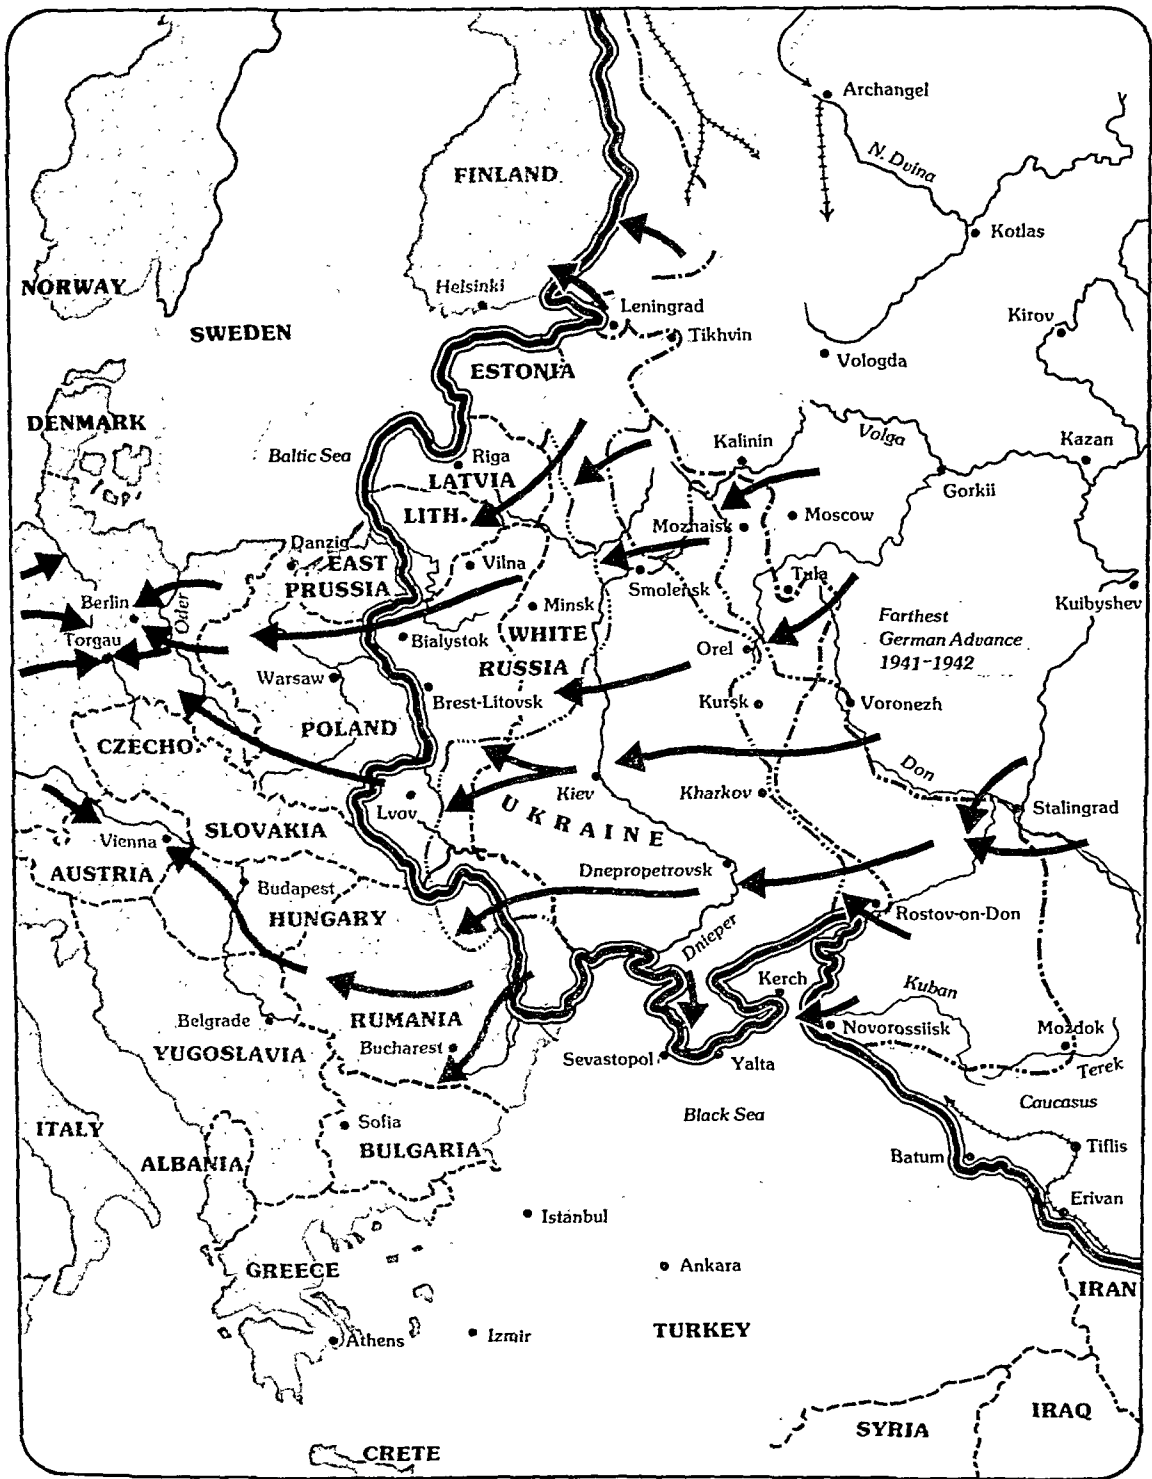 Archangel
N. Dvina
FINLAND
Kotlas
NORWAY
Helsinki
Leningrad
Kirov
SWEDEN
Tikhvin
Vologda
ESTONIA
DENMARK
Baltic Sea
Riga
Kalinin
Volga
Kazan
LATVIA
Gorkii
LITH.
Mozhaisk
Moscow
Danzig
EAST
PRUSSIA
Vilna
Smolensk
Tula
Berlin
Oder
Minsk
Kuibyshev
Torgau
Bialystok
WHITE
RUSSIA
Orel
Farthest
German Advance
1941-1942
Warsaw
Brest-Litovsk
Kursk
Voronezh
POLAND
CZECHO.
Don
Kiev
Kharkov
Lvov
UKRAINE
Stalingrad
SLOVAKIA
Vienna
AUSTRIA
Dnepropetrovsk
Budapest
HUNGARY
Rostov-on-Don
Dnieper
Kerch
Kuban
Belgrade
RUMANIA
Novorossiisk
Mozdok
YUGOSLAVIA
Bucharest
Sevastopol
Yalta
Terek
Black Sea
Caucasus
ITALY
Sofia
BULGARIA
ALBANIA
Batum
Tiflis
Erivan
Istanbul
GREECE
Ankara
IRAN
Athens
Izmir
TURKEY
SYRIA
IRAQ
CRETE